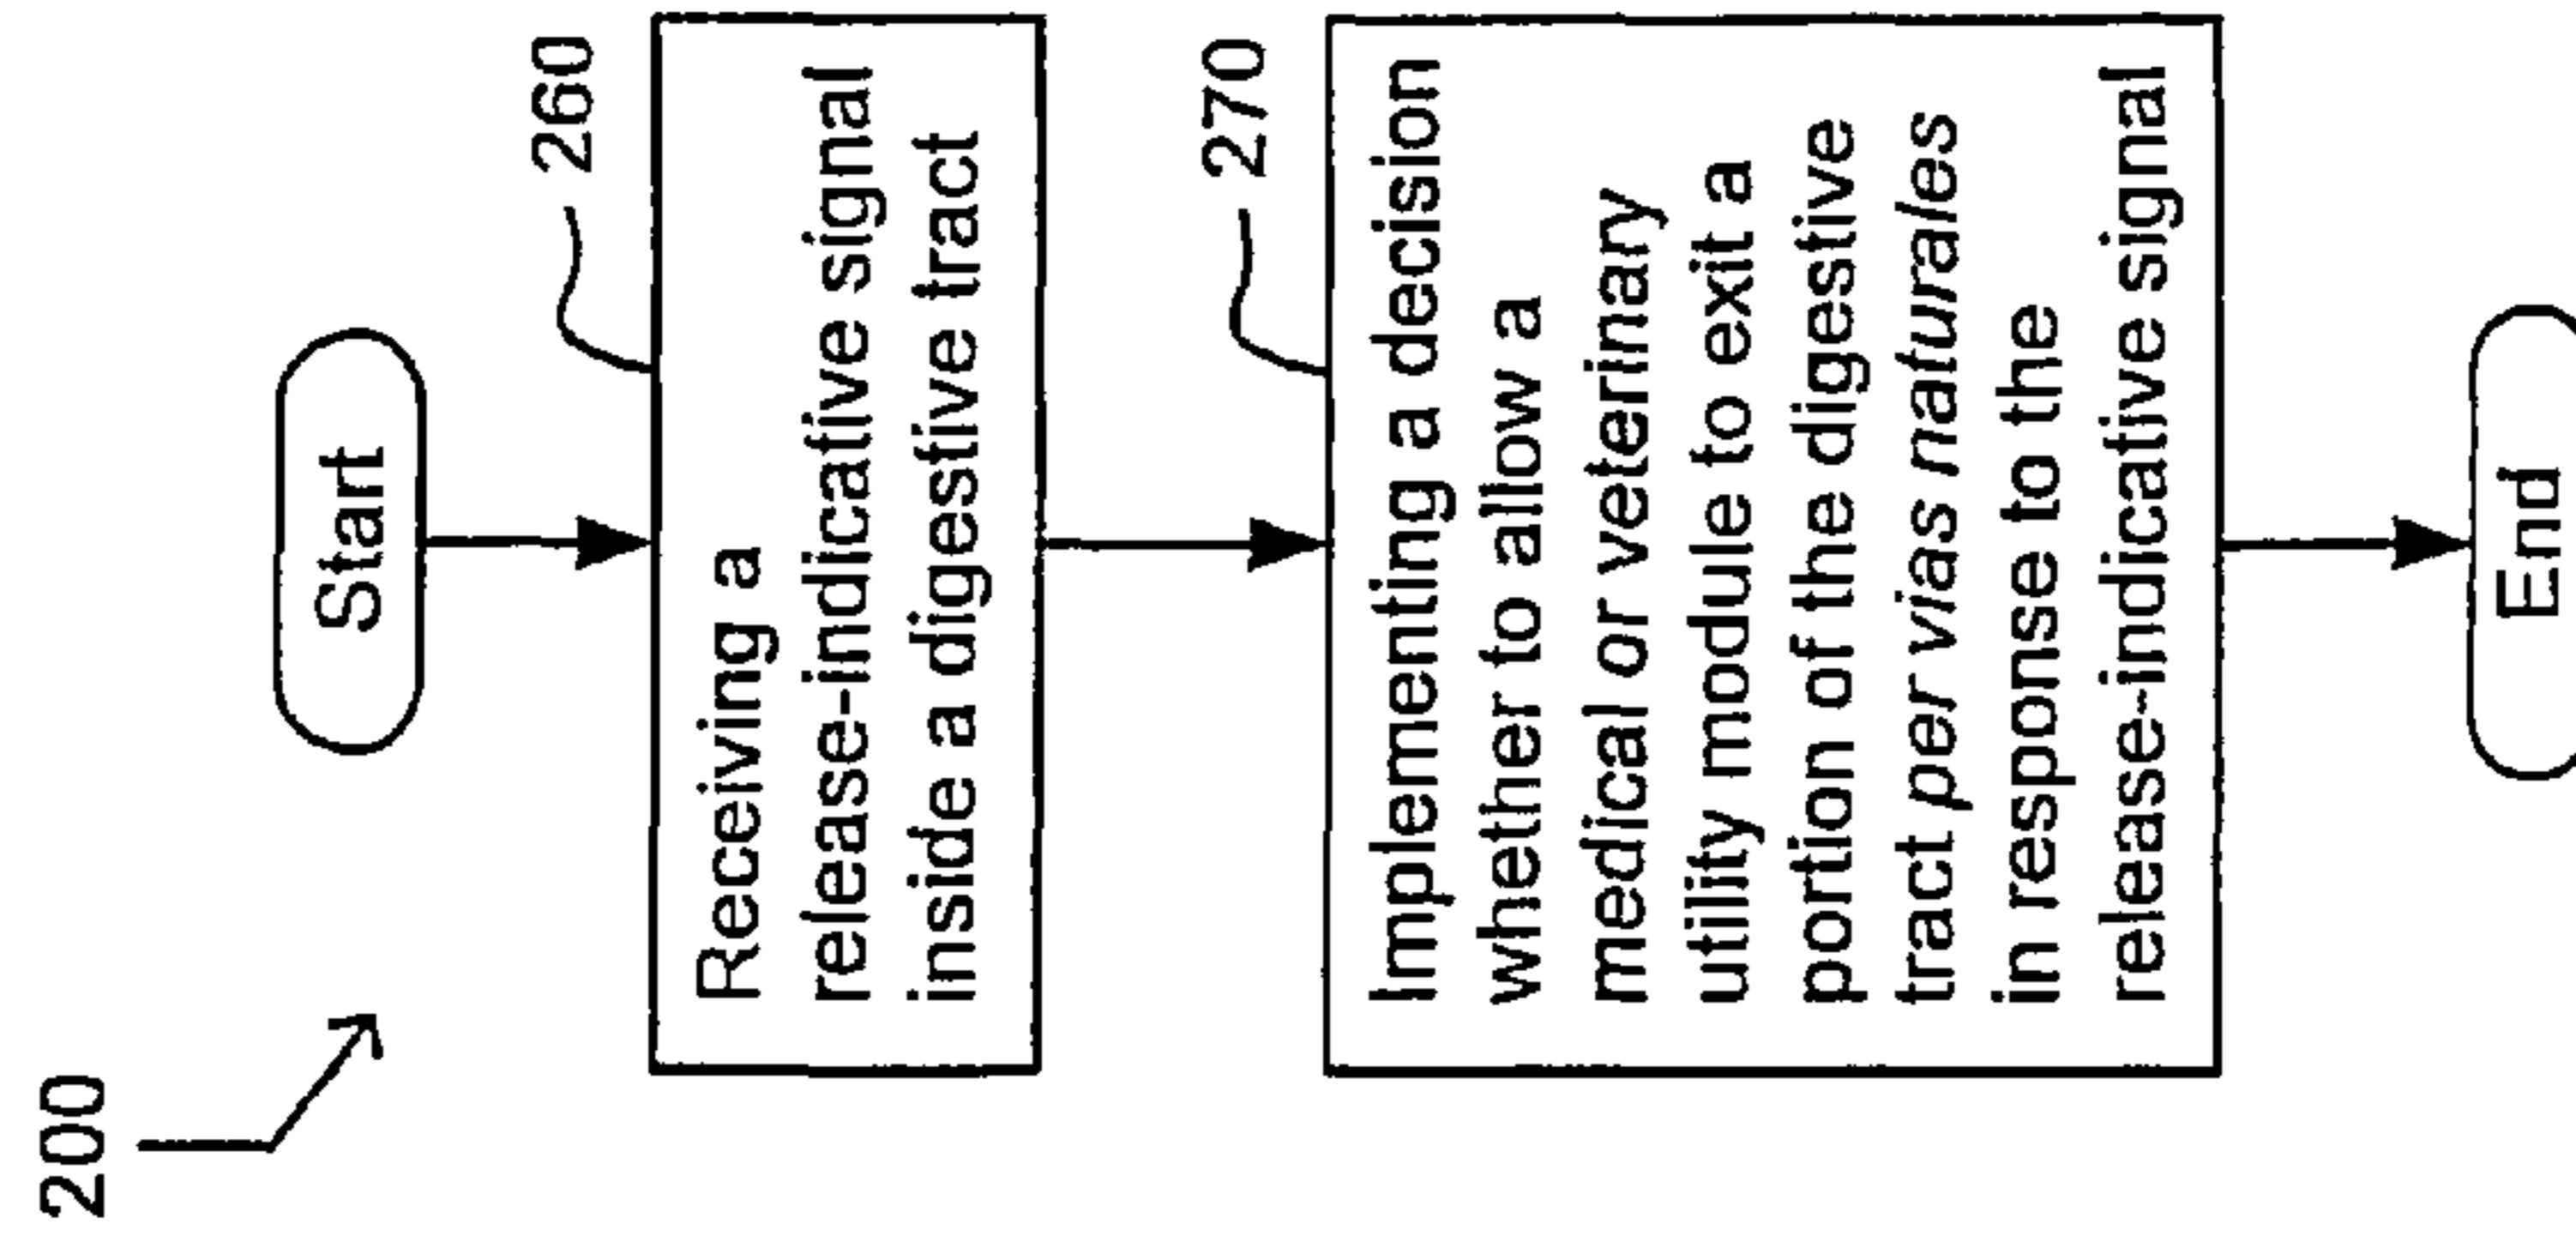 200
Start
260
Receiving a
release-indicative signal
inside a digestive tract
270
Implementing a decision
whether to allow a
medical or veterinary
utility module to exit a
portion of the digestive
tract per vias naturales
in response to the
release-indicative signal
End